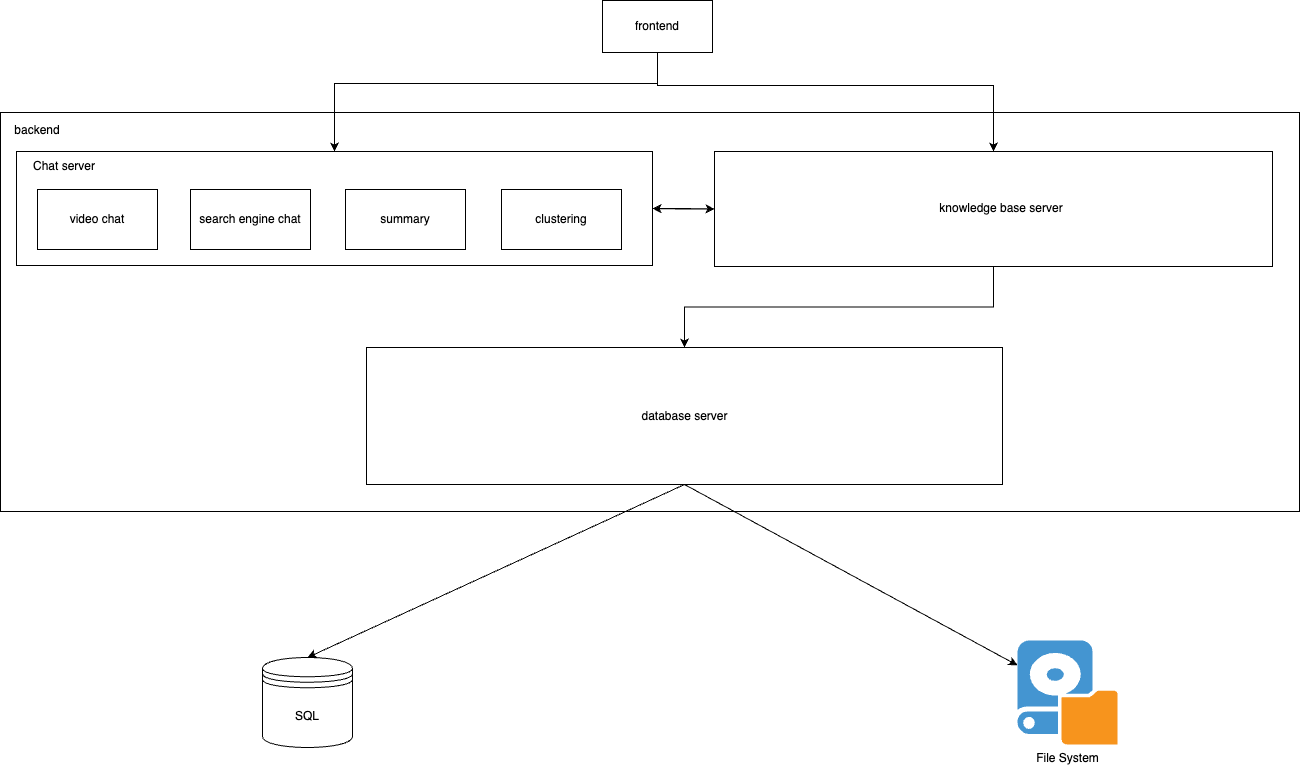 frontend
backend
Chat server
video chat
search engine chat
summary
clustering
knowledge base server
database server
SQL
File System